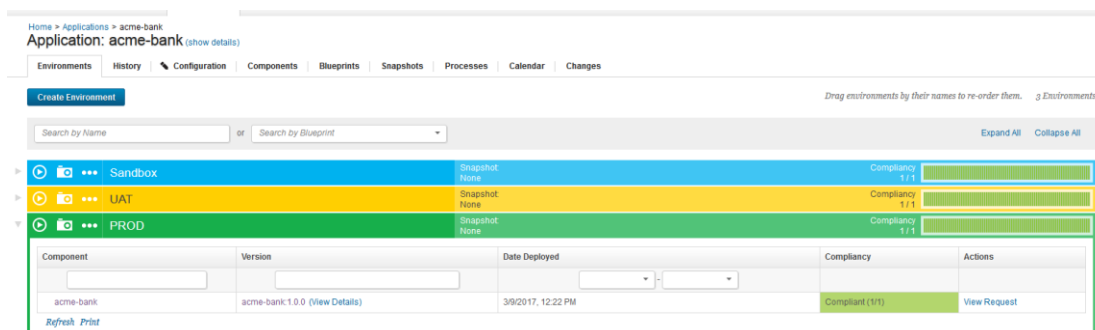 Home > Applications > acme-bank
Application: acme-bank (show details)
Environments History Configuration Components Blueprints Snapshots Processes Calendar Changes
Create Environment Drag environments by their names to re-order them. 3 Environments
Search by Name or Search by Blueprint Expand All Collapse All
Sandbox Snapshot: None Compliancy 1 / 1
UAT Snapshot: None Compliancy 1 / 1
PROD Snapshot: None Compliancy 1 / 1
Component Version Date Deployed Compliancy Actions
-
acme-bank acme-bank:1.0.0 (View Details) 3/9/2017, 12:22 PM Compliant (1/1) View Request
Refresh Print